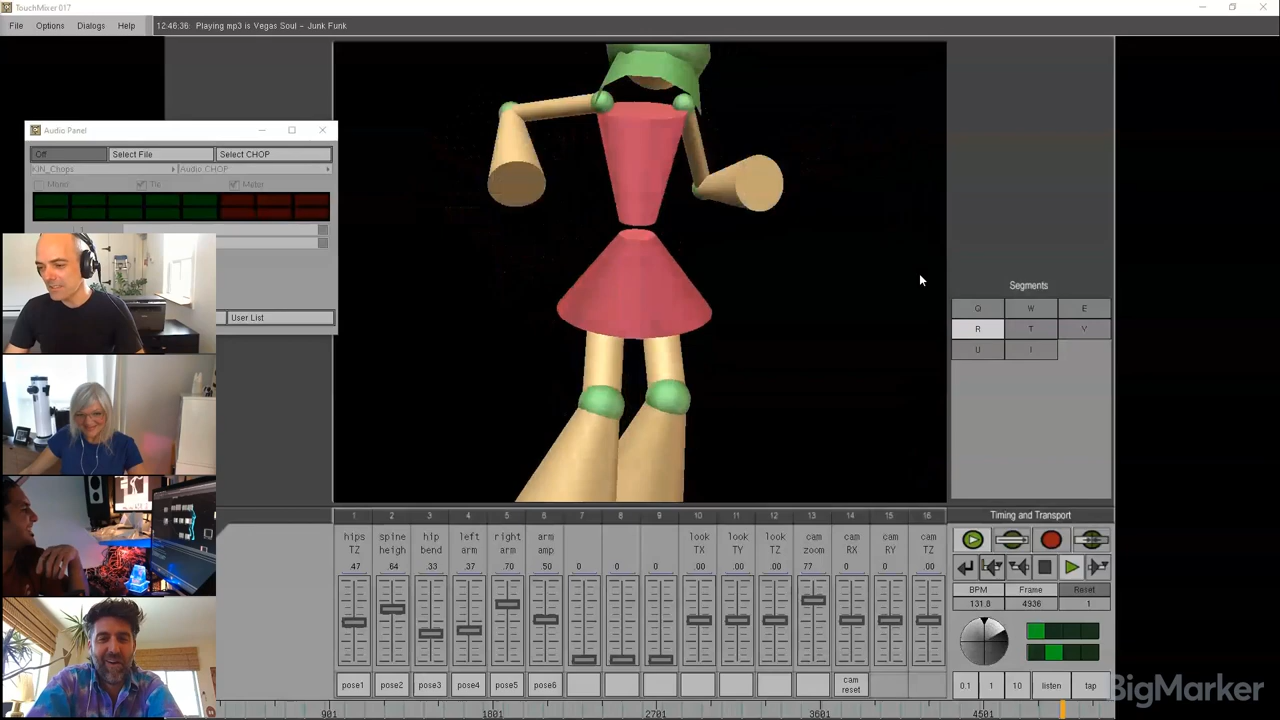 TouchMixer 017
File Options Dialogs Help 12:46:36: Playing mp3 is Vegas Soul - Junk Funk
Audio Panel
Off Select File Select CHOP
KIN_Chops Audio CHOP
Mono Tie Meter
User List
Segments
Q W E
R T V
U I
1 2 3 4 5 6 7 8 9 10 11 12 13 14 15 16
hips TZ spine heigh hip bend left arm right arm arm amp look TX look TY look TZ cam zoom cam RX cam RY cam TZ
47 .64 .33 .37 .70 .50 0 0 0 .00 .00 .00 .77 0 0 .00
pose1 pose2 pose3 pose4 pose5 pose6 cam reset
Timing and Transport
BPM Frame Reset
131.8 4936 1
0.1 1 10 listen tap
901 1801 2701 3601 4501
BigMarker